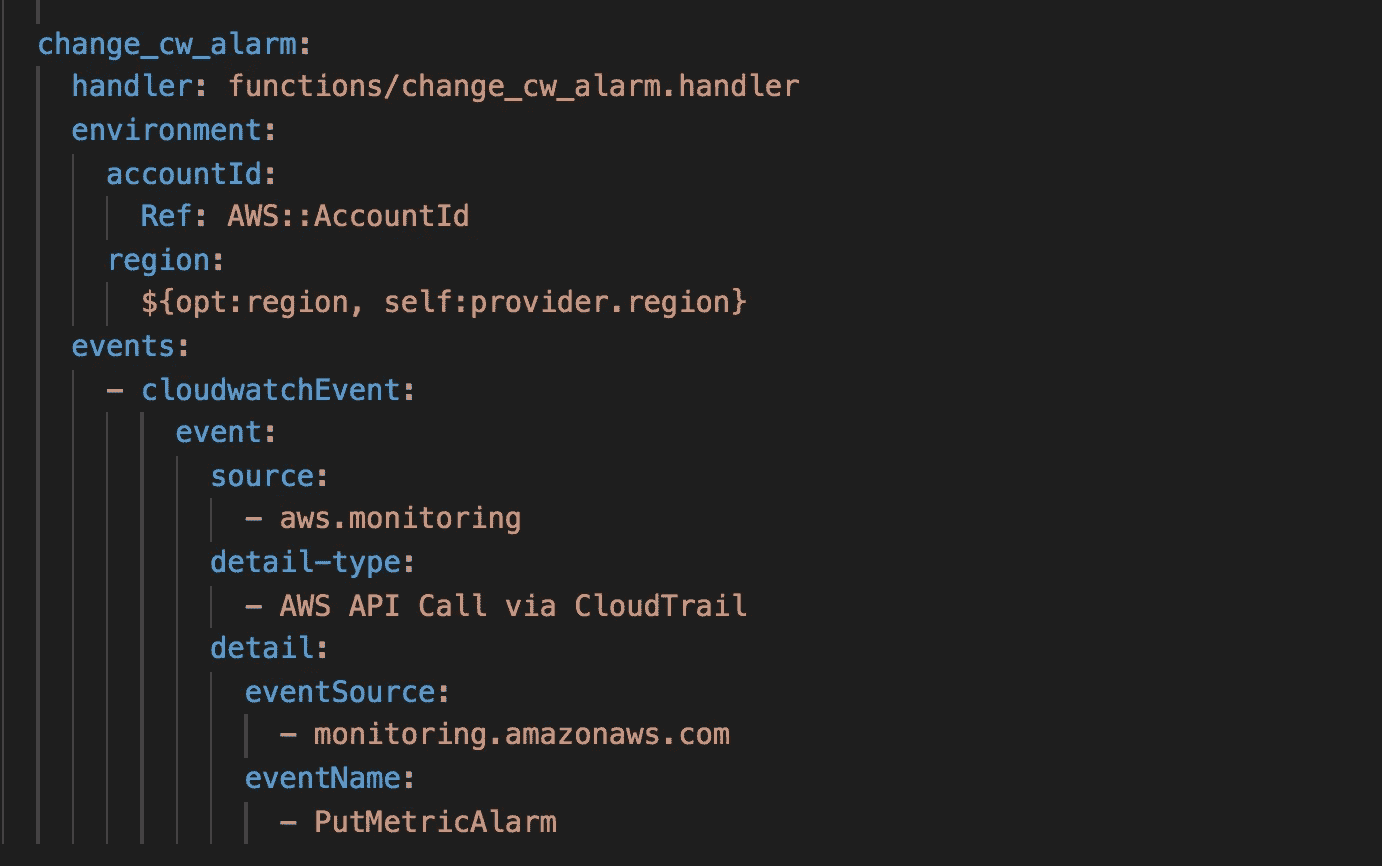 change_cw_alarm:
  handler: functions/change_cw_alarm.handler
  environment:
    accountId:
      Ref: AWS::AccountId
    region:
      ${opt:region, self:provider.region}
  events:
    - cloudwatchEvent:
        event:
          source:
            - aws.monitoring
          detail-type:
            - AWS API Call via CloudTrail
          detail:
            eventSource:
              - monitoring.amazonaws.com
            eventName:
              - PutMetricAlarm